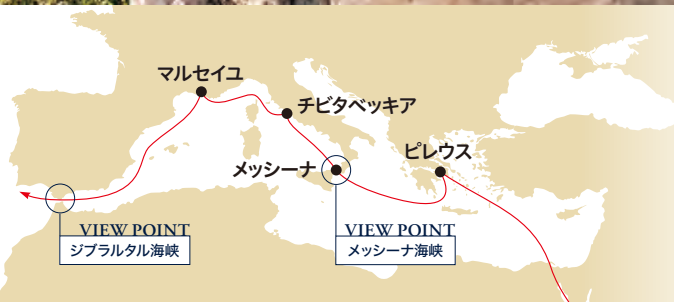 マルセイユ
チビタベッキア
メッシーナ
ピレウス
VIEW POINT
ジブラルタル海峡
VIEW POINT
メッシーナ海峡